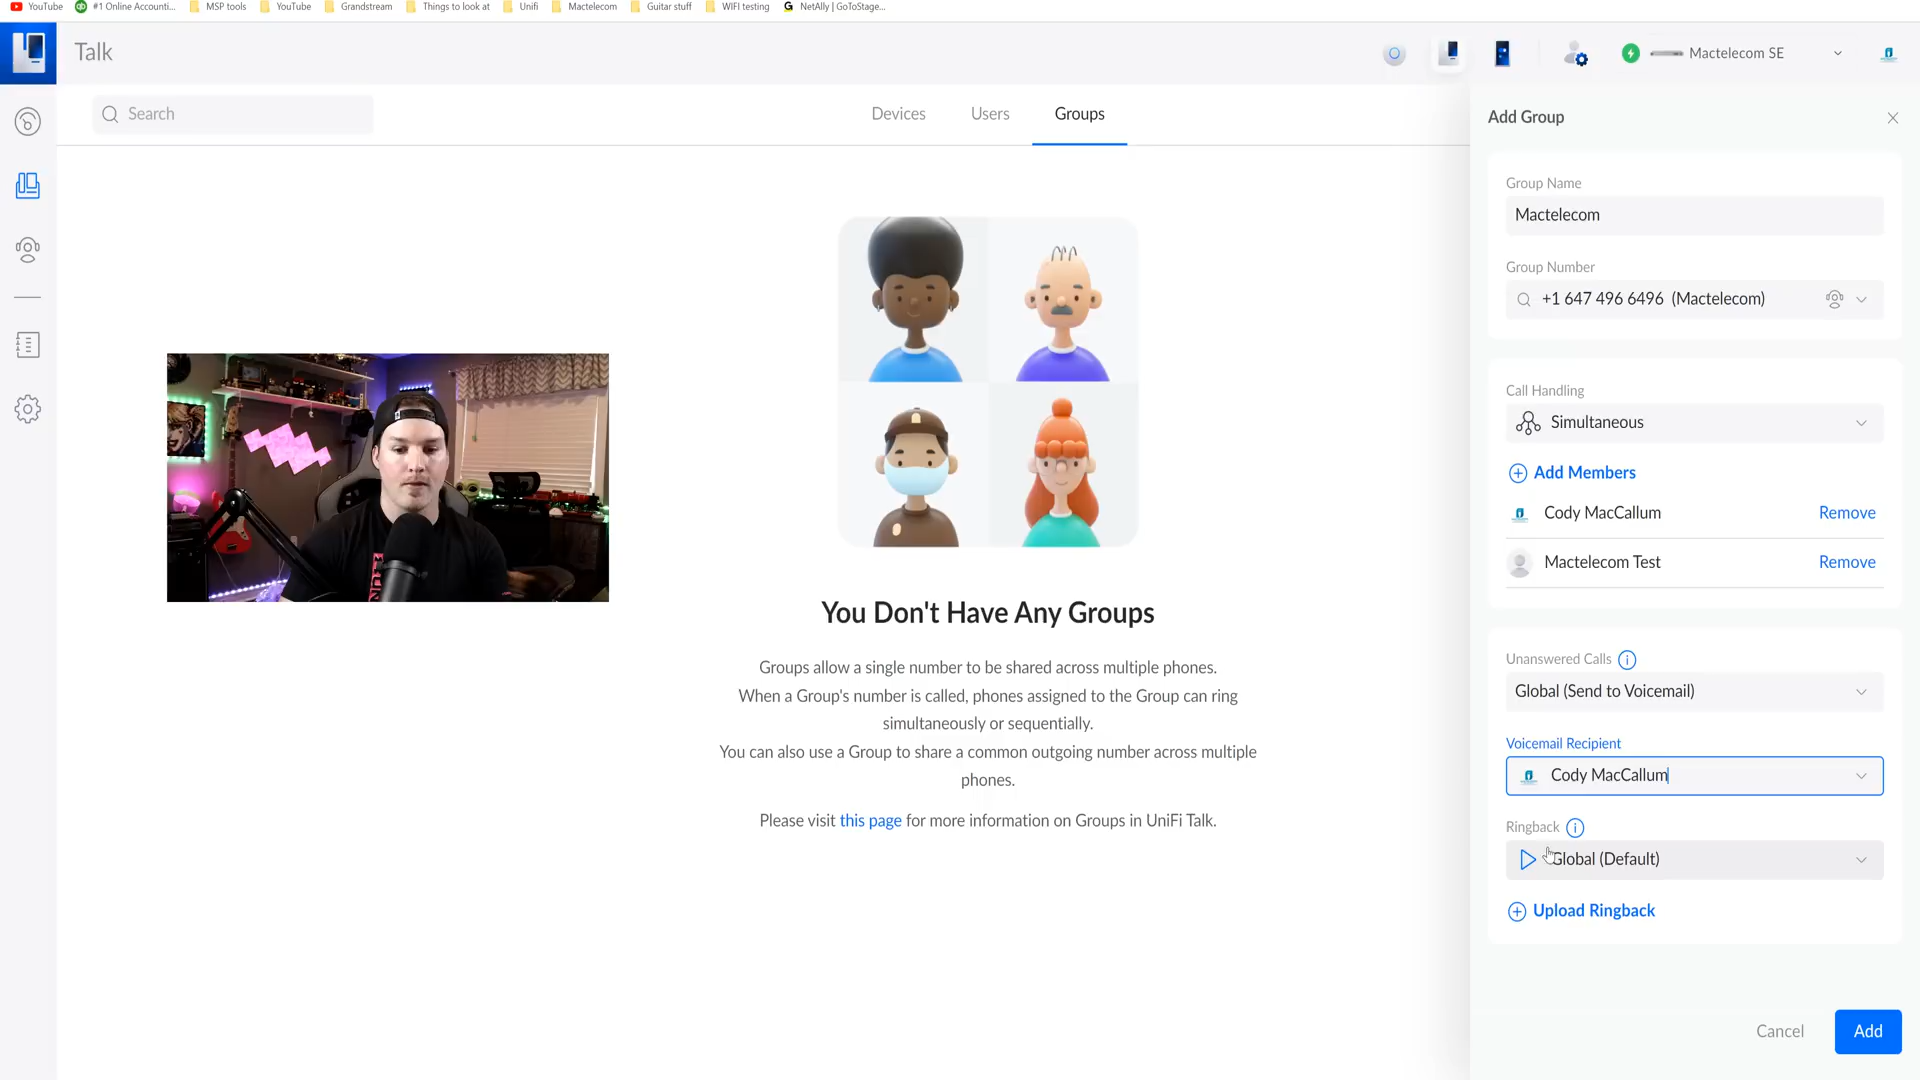 YouTube
#1 Online Accounti...
MSP tools
YouTube
Grandstream
Things to look at
Unifi
Mactelecom
Guitar stuff
WIFI testing
G
NetAlly | GoToStage...
Talk
Mactelecom SE
Search
Devices
Users
Groups
You Don't Have Any Groups
Groups allow a single number to be shared across multiple phones.
When a Group's number is called, phones assigned to the Group can ring
simultaneously or sequentially.
You can also use a Group to share a common outgoing number across multiple
phones.
Please visit this page for more information on Groups in UniFi Talk.
Add Group
Group Name
Mactelecom
Group Number
+1 647 496 6496 (Mactelecom)
Call Handling
Simultaneous
Add Members
Cody MacCallum
Remove
Mactelecom Test
Remove
Unanswered Calls
Global (Send to Voicemail)
Voicemail Recipient
Cody MacCallum
Ringback
Global (Default)
Upload Ringback
Cancel
Add